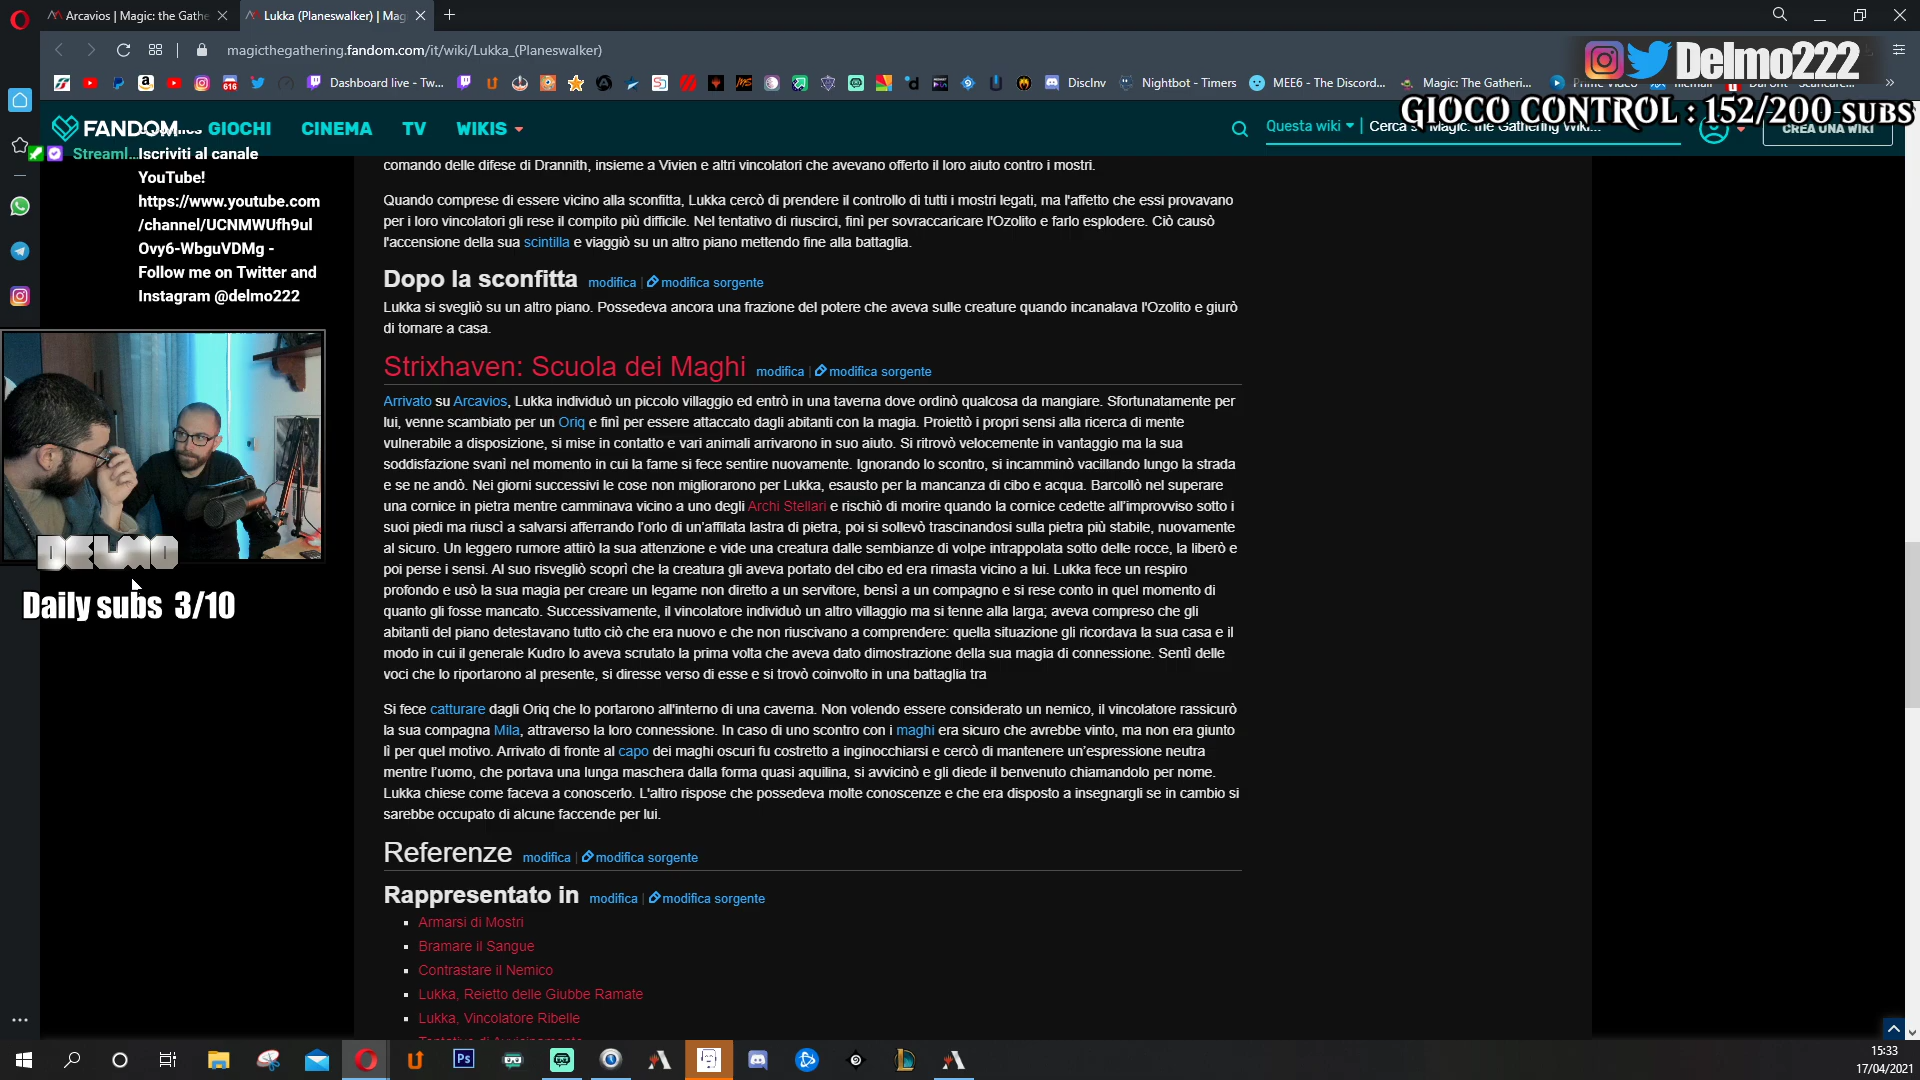 Arcavios | Magic: the Gathe
Lukka (Planeswalker) | Mag
magicthegathering.fandom.com/it/wiki/Lukka_(Planeswalker)
Delmo222
616
Dashboard live - Tw...
DiscInv
Nightbot - Timers
MEE6 - The Discord...
Magic: The Gatheri...
Prime Video
GIOCO CONTROL : 152/200 SUBS
FANDOM
GIOCHI
CINEMA
TV
WIKIS
Questa wiki
Magic: the Gathering Wiki...
CREA UNA WIKI
Streaml...
Iscriviti al canale
YouTube!
https://www.youtube.com
/channel/UCNMWUfh9ul
Ovy6-WbguVDMg -
Follow me on Twitter and
Instagram @delmo222
comando delle difese di Drannith, insieme a Vivien e altri vincolatori che avevano offerto il loro aiuto contro i mostri.
Quando comprese di essere vicino alla sconfitta, Lukka cercò di prendere il controllo di tutti i mostri legati, ma l'affetto che essi provavano
per i loro vincolatori gli rese il compito più difficile. Nel tentativo di riuscirci, finì per sovraccaricare l'Ozolito e farlo esplodere. Ciò causò
l'accensione della sua scintilla e viaggiò su un altro piano mettendo fine alla battaglia.
Dopo la sconfitta modifica | modifica sorgente
Lukka si svegliò su un altro piano. Possedeva ancora una frazione del potere che aveva sulle creature quando incanalava l'Ozolito e giurò
di tornare a casa.
Strixhaven: Scuola dei Maghi modifica | modifica sorgente
Arrivato su Arcavios, Lukka individuò un piccolo villaggio ed entrò in una taverna dove ordinò qualcosa da mangiare. Sfortunatamente per
lui, venne scambiato per un Oriq e finì per essere attaccato dagli abitanti con la magia. Proiettò i propri sensi alla ricerca di mente
vulnerabile a disposizione, si mise in contatto e vari animali arrivarono in suo aiuto. Si ritrovò velocemente in vantaggio ma la sua
soddisfazione svanì nel momento in cui la fame si fece sentire nuovamente. Ignorando lo scontro, si incamminò vacillando lungo la strada
e se ne andò. Nei giorni successivi le cose non migliorarono per Lukka, esausto per la mancanza di cibo e acqua. Barcollò nel superare
una cornice in pietra mentre camminava vicino a uno degli Archi Stellari e rischiò di morire quando la cornice cedette all'improvviso sotto i
suoi piedi ma riuscì a salvarsi afferrando l'orlo di un'affilata lastra di pietra, poi si sollevò trascinandosi sulla pietra più stabile, nuovamente
al sicuro. Un leggero rumore attirò la sua attenzione e vide una creatura dalle sembianze di volpe intrappolata sotto delle rocce, la liberò e
poi perse i sensi. Al suo risvegliò scoprì che la creatura gli aveva portato del cibo ed era rimasta vicino a lui. Lukka fece un respiro
profondo e usò la sua magia per creare un legame non diretto a un servitore, bensì a un compagno e si rese conto in quel momento di
quanto gli fosse mancato. Successivamente, il vincolatore individuò un altro villaggio ma si tenne alla larga; aveva compreso che gli
abitanti del piano detestavano tutto ciò che era nuovo e che non riuscivano a comprendere: quella situazione gli ricordava la sua casa e il
modo in cui il generale Kudro lo aveva scrutato la prima volta che aveva dato dimostrazione della sua magia di connessione. Sentì delle
voci che lo riportarono al presente, si diresse verso di esse e si trovò coinvolto in una battaglia tra
Si fece catturare dagli Oriq che lo portarono all'interno di una caverna. Non volendo essere considerato un nemico, il vincolatore rassicurò
la sua compagna Mila, attraverso la loro connessione. In caso di uno scontro con i maghi era sicuro che avrebbe vinto, ma non era giunto
lì per quel motivo. Arrivato di fronte al capo dei maghi oscuri fu costretto a inginocchiarsi e cercò di mantenere un'espressione neutra
mentre l'uomo, che portava una lunga maschera dalla forma quasi aquilina, si avvicinò e gli diede il benvenuto chiamandolo per nome.
Lukka chiese come faceva a conoscerlo. L'altro rispose che possedeva molte conoscenze e che era disposto a insegnargli se in cambio si
sarebbe occupato di alcune faccende per lui.
Referenze modifica | modifica sorgente
Rappresentato in modifica | modifica sorgente
Armarsi di Mostri
Bramare il Sangue
Contrastare il Nemico
Lukka, Reietto delle Giubbe Ramate
Lukka, Vincolatore Ribelle
DELMO
Daily subs 3/10
Ps
15:33
17/04/2021